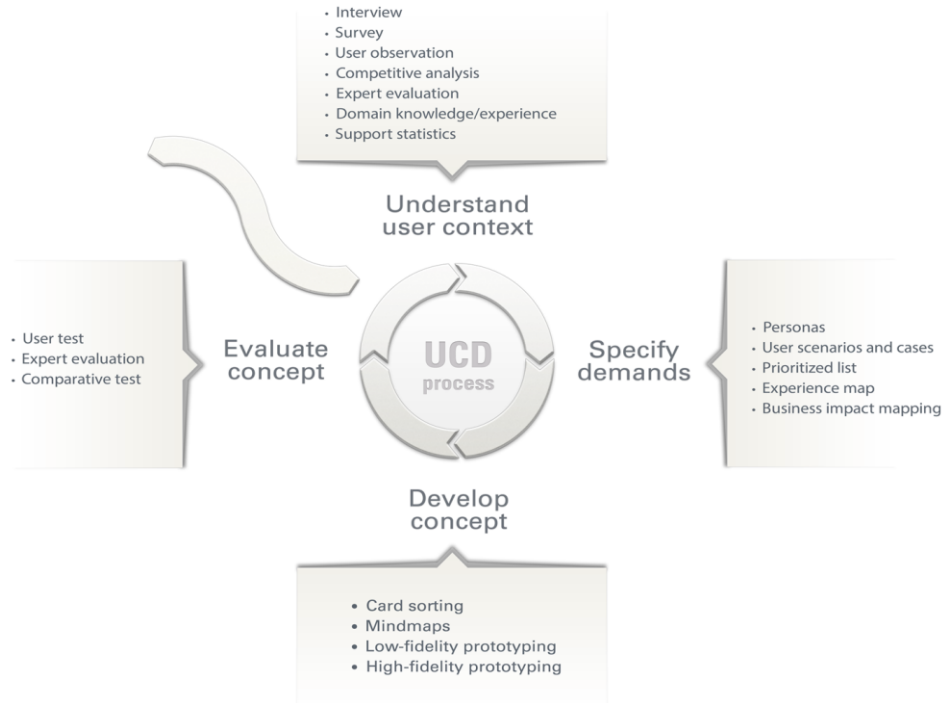 • Interview
• Survey
• User observation
• Competitive analysis
• Expert evaluation
• Domain knowledge/experience
• Support statistics
Understand
user context
• User test
• Expert evaluation
• Comparative test
Evaluate
concept
UCD
process
Specify
demands
• Personas
• User scenarios and cases
• Prioritized list
• Experience map
• Business impact mapping
Develop
concept
• Card sorting
• Mindmaps
• Low-fidelity prototyping
• High-fidelity prototyping